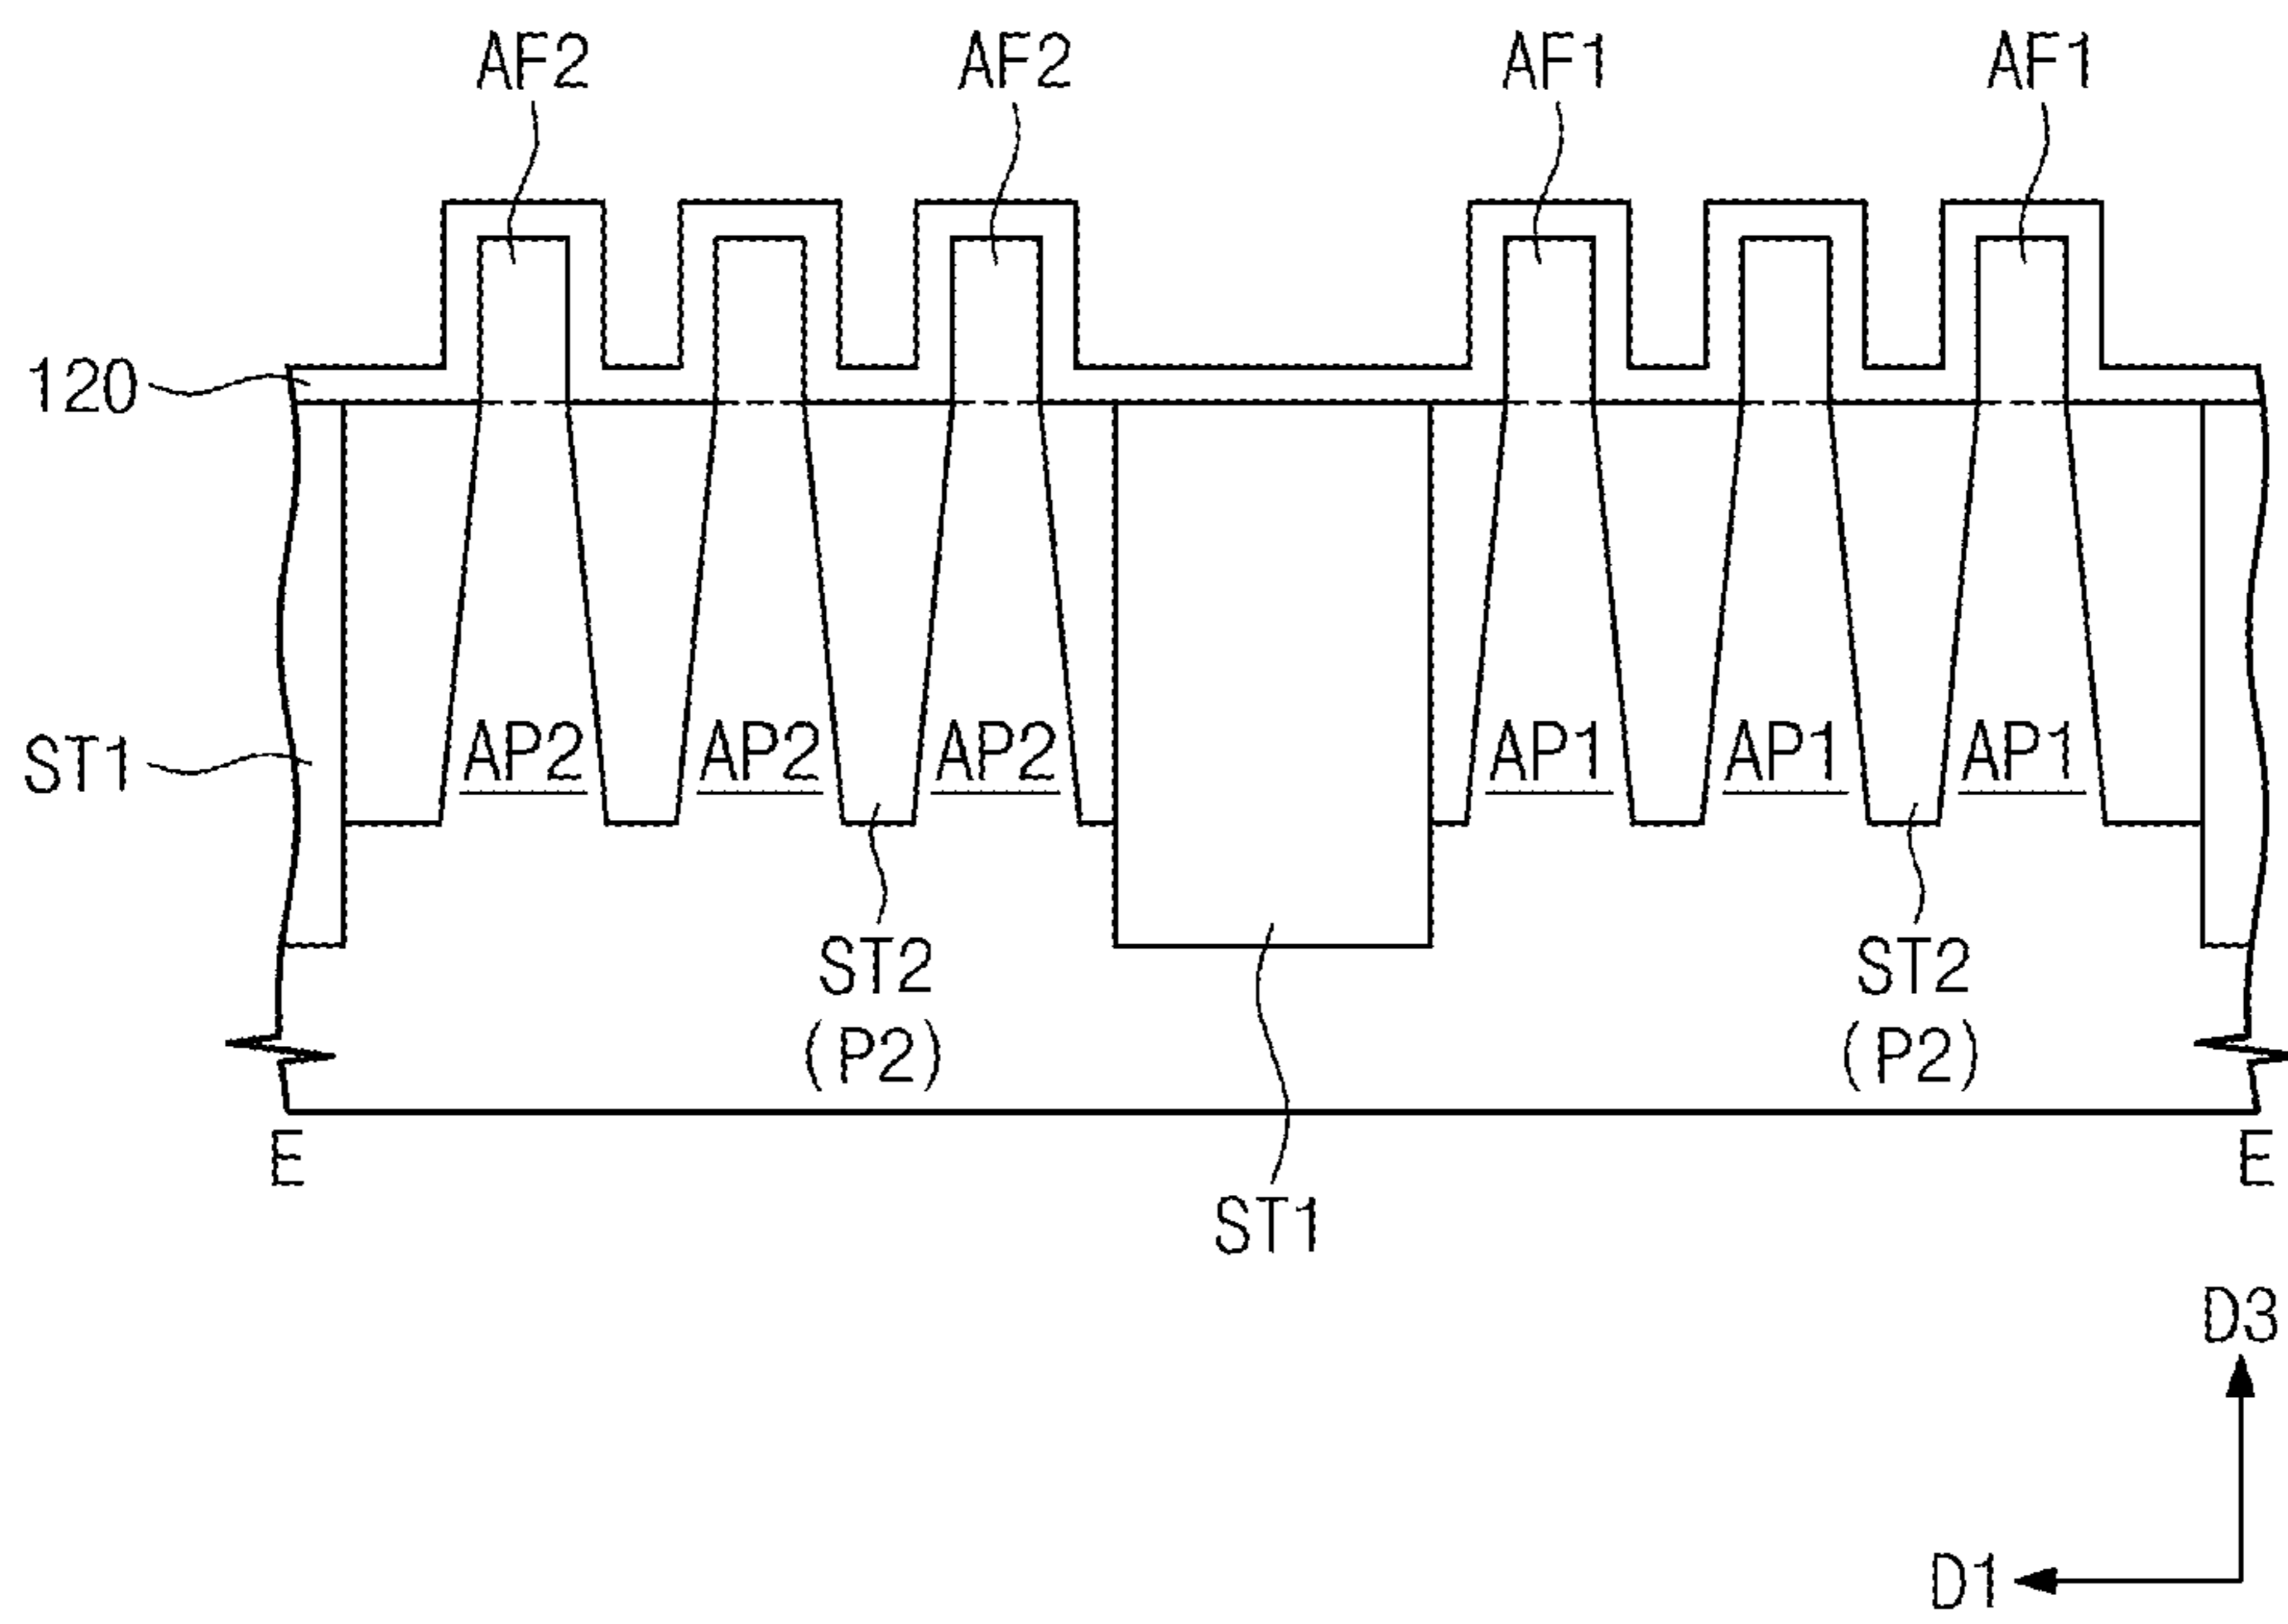 AF2 AF2 AF1 AF1
120
ST1 AP2 AP2 AP2 AP1 AP1 AP1
ST2 ST2
(P2) (P2)
E E
ST1
D3
D1